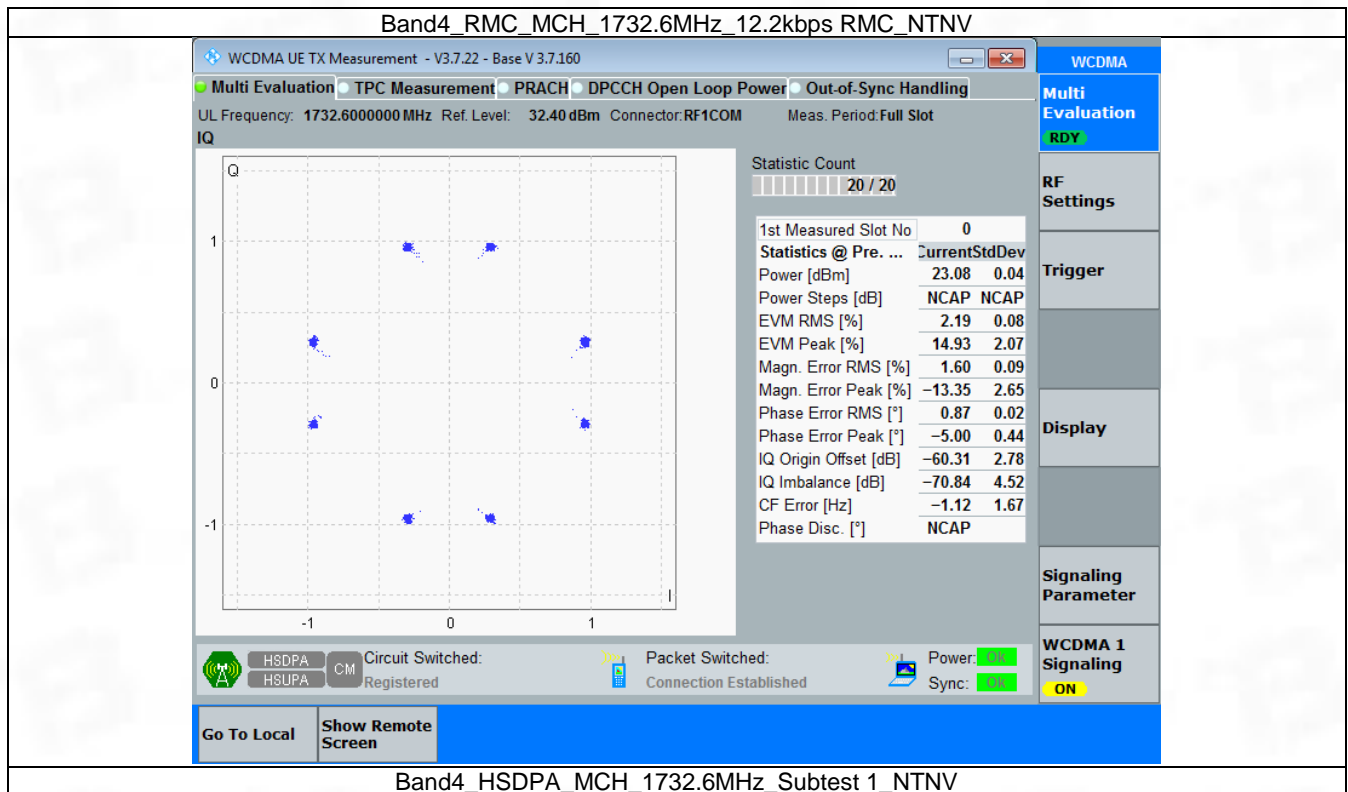 Band4_RMC_MCH_1732.6MHz_12.2kbps RMC_NTNV
WCDMA UE TX Measurement - V3.7.22 - Base V 3.7.160
WCDMA
Multi Evaluation TPC Measurement PRACH DPCCH Open Loop Power Out-of-Sync Handling
Multi
Evaluation
RDY
UL Frequency: 1732.6000000 MHz Ref. Level: 32.40 dBm Connector: RF1COM Meas. Period: Full Slot
IQ
Q
1
0
-1
I
-1 0 1
Statistic Count
20 / 20
1st Measured Slot No 0
Statistics @ Pre. ... Current StdDev
Power [dBm] 23.08 0.04
Power Steps [dB] NCAP NCAP
EVM RMS [%] 2.19 0.08
EVM Peak [%] 14.93 2.07
Magn. Error RMS [%] 1.60 0.09
Magn. Error Peak [%] −13.35 2.65
Phase Error RMS [°] 0.87 0.02
Phase Error Peak [°] −5.00 0.44
IQ Origin Offset [dB] −60.31 2.78
IQ Imbalance [dB] −70.84 4.52
CF Error [Hz] −1.12 1.67
Phase Disc. [°] NCAP
RF
Settings
Trigger
Display
Signaling
Parameter
WCDMA 1
Signaling
ON
HSDPA
HSUPA
CM
Circuit Switched:
Registered
Packet Switched:
Connection Established
Power: Ok
Sync: Ok
Go To Local
Show Remote
Screen
Band4_HSDPA_MCH_1732.6MHz_Subtest 1_NTNV